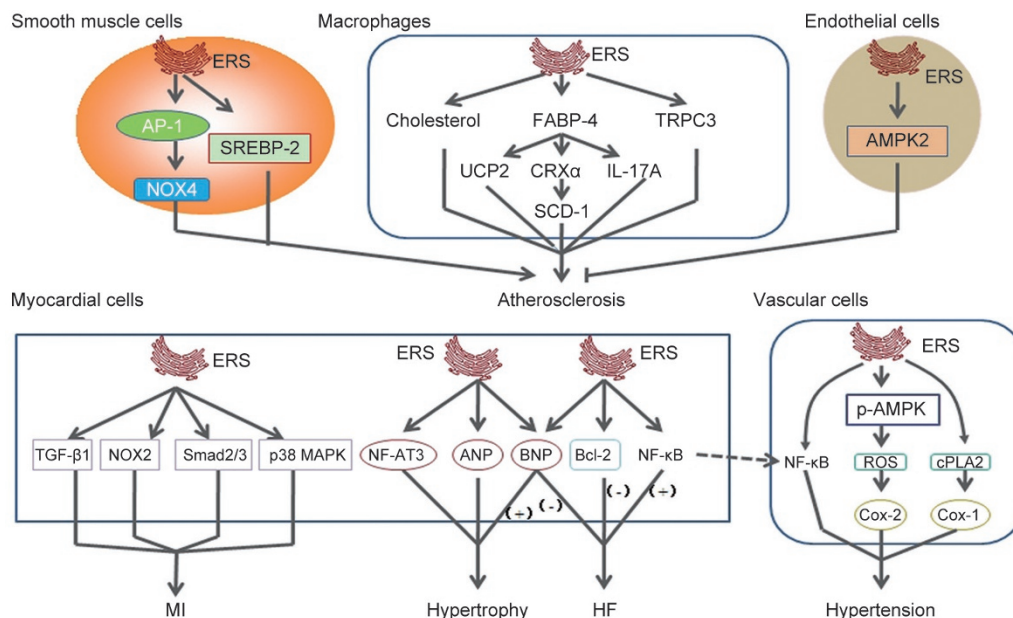 Smooth muscle cells
Macrophages
Endothelial cells
ERS
ERS
ERS
AP-1
SREBP-2
NOX4
Cholesterol
FABP-4
TRPC3
UCP2
CRXα
IL-17A
SCD-1
AMPK2
Myocardial cells
Atherosclerosis
Vascular cells
ERS
ERS
ERS
ERS
p-AMPK
TGF-β1
NOX2
Smad2/3
p38 MAPK
NF-AT3
ANP
BNP
Bcl-2
NF-κB
NF-κB
ROS
cPLA2
(+)
(-)
(-)
(+)
Cox-2
Cox-1
MI
Hypertrophy
HF
Hypertension